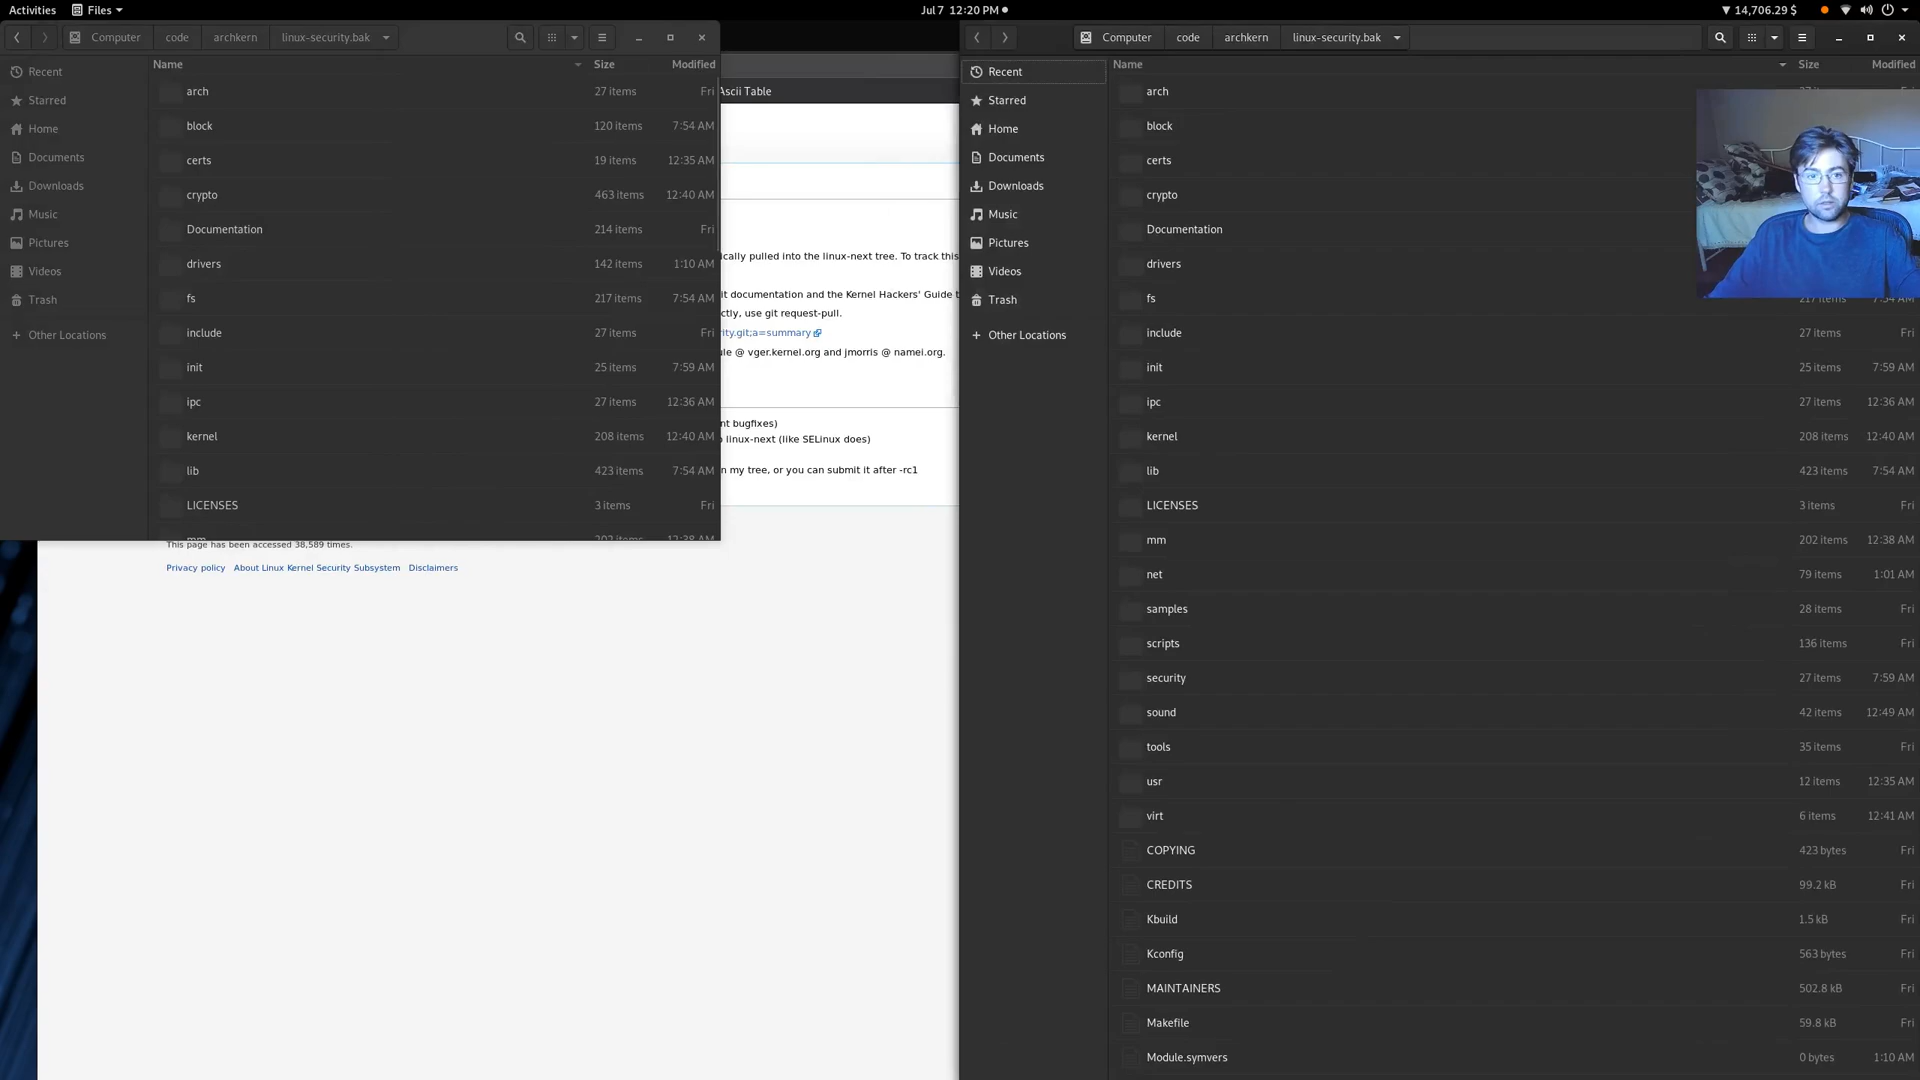 Activities Files Jul 7 12:20 PM 14,706.29 $
Computer code archkern linux-security.bak
Name Size Modified
Recent
Starred
Home
Documents
Downloads
Music
Pictures
Videos
Trash
Other Locations
arch 27 items Fri
block 120 items 7:54 AM
certs 19 items 12:35 AM
crypto 463 items 12:40 AM
Documentation 214 items Fri
drivers 142 items 1:10 AM
fs 217 items 7:54 AM
include 27 items Fri
init 25 items 7:59 AM
ipc 27 items 12:36 AM
kernel 208 items 12:40 AM
lib 423 items 7:54 AM
LICENSES 3 items Fri
mm 202 items 12:38 AM
Ascii Table
ically pulled into the linux-next tree. To track this
it documentation and the Kernel Hackers' Guide t
ctly, use git request-pull.
rity.git;a=summary
ule @ vger.kernel.org and jmorris @ namei.org.
nt bugfixes)
o linux-next (like SELinux does)
n my tree, or you can submit it after -rc1
This page has been accessed 38,589 times.
Privacy policy About Linux Kernel Security Subsystem Disclaimers
Computer code archkern linux-security.bak
Name Size Modified
Recent
Starred
Home
Documents
Downloads
Music
Pictures
Videos
Trash
Other Locations
arch
block
certs
crypto
Documentation
drivers
fs 217 items 7:54 AM
include 27 items Fri
init 25 items 7:59 AM
ipc 27 items 12:36 AM
kernel 208 items 12:40 AM
lib 423 items 7:54 AM
LICENSES 3 items Fri
mm 202 items 12:38 AM
net 79 items 1:01 AM
samples 28 items Fri
scripts 136 items Fri
security 27 items 7:59 AM
sound 42 items 12:49 AM
tools 35 items Fri
usr 12 items 12:35 AM
virt 6 items 12:41 AM
COPYING 423 bytes Fri
CREDITS 99.2 kB Fri
Kbuild 1.5 kB Fri
Kconfig 563 bytes Fri
MAINTAINERS 502.8 kB Fri
Makefile 59.8 kB Fri
Module.symvers 0 bytes 1:10 AM